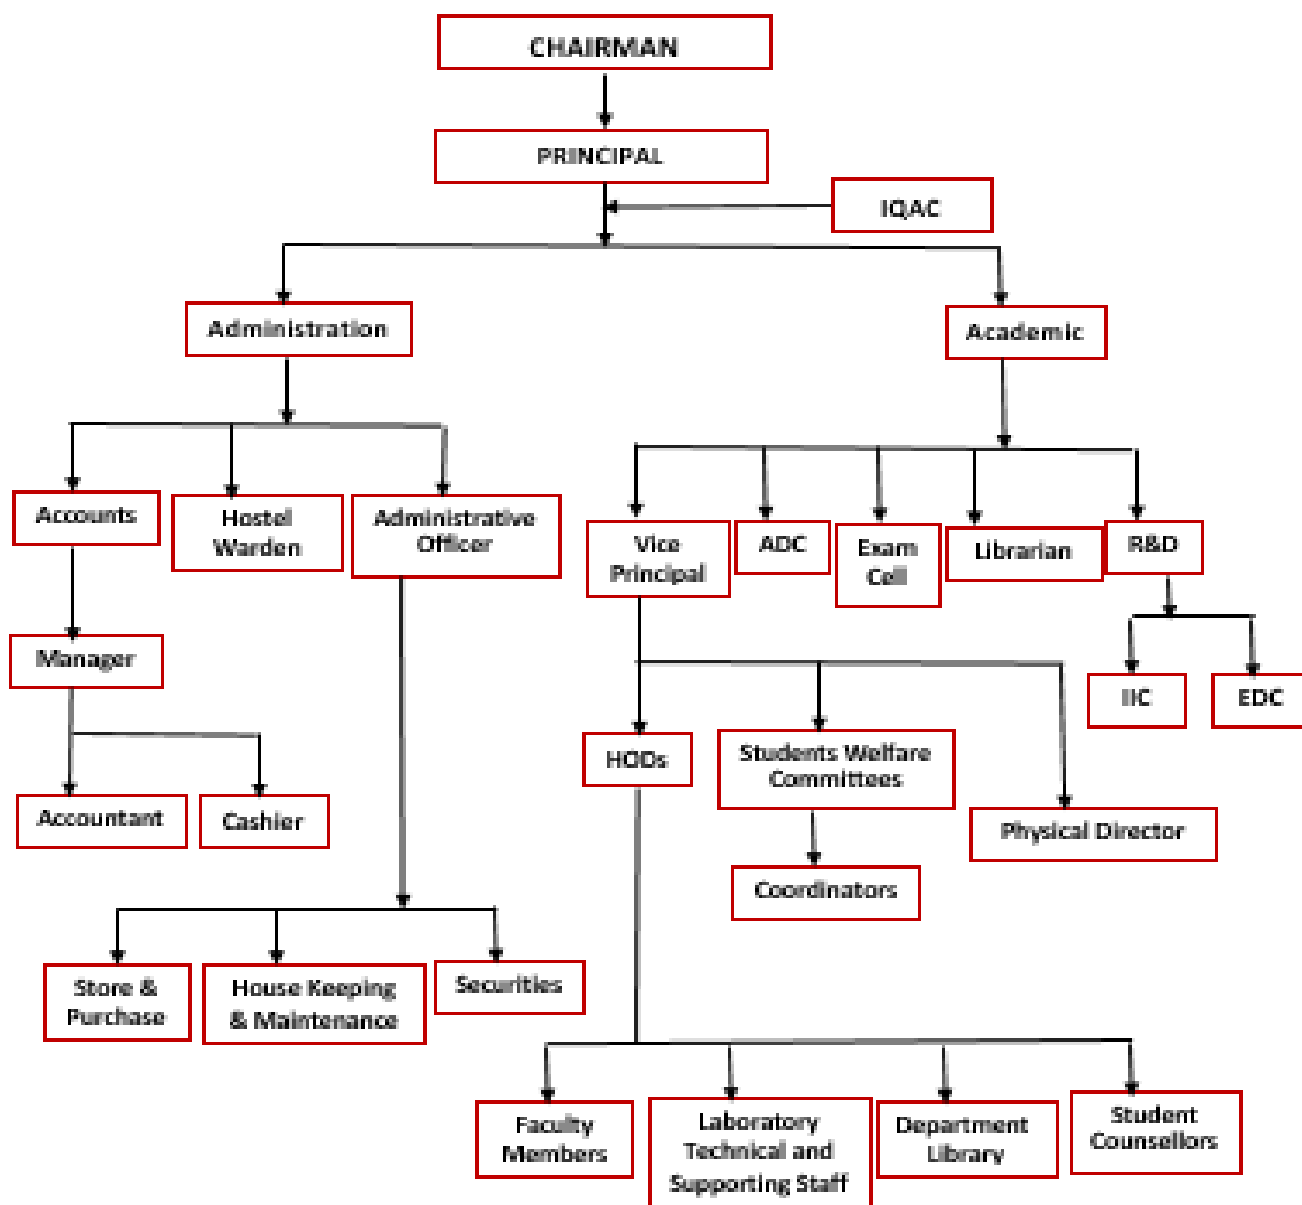 CHAIRMAN
PRINCIPAL
IQAC
Administration
Academic
Accounts
Hostel
Warden
Administrative
Officer
Vice
Principal
ADC
Exam
Cell
Librarian
R&D
Manager
IIC
EDC
HODs
Students Welfare
Committees
Physical Director
Accountant
Cashier
Coordinators
Store &
Purchase
House Keeping
& Maintenance
Securities
Faculty
Members
Laboratory
Technical and
Supporting Staff
Department
Library
Student
Counsellors